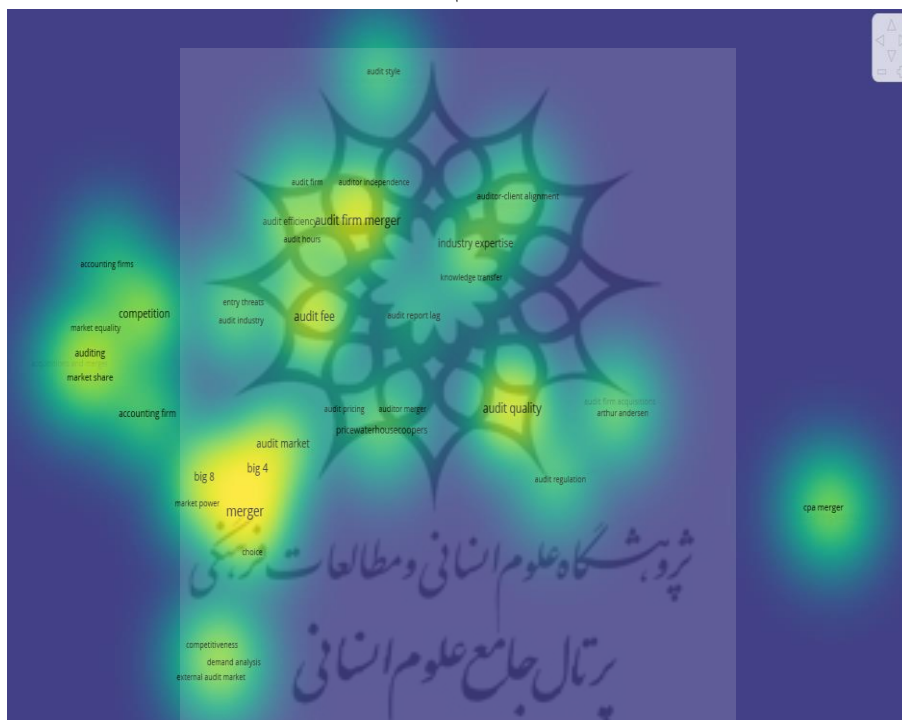 audit style
audit firm
auditor independence
auditor-client alignment
audit efficiency
audit firm merger
audit hours
industry expertise
accounting firms
knowledge transfer
entry threats
competition
audit industry
audit fee
audit report lag
market equality
auditing
market share
audit firm acquisitions
audit pricing
auditor merger
audit quality
arthur andersen
accounting firm
pricewaterhousecoopers
audit market
big 4
big 8
audit regulation
market power
merger
cpa merger
choice
پژوهشگاه علوم انسانی و مطالعات فرهنگی
competitiveness
demand analysis
external audit market
پرتال جامع علوم انسانی